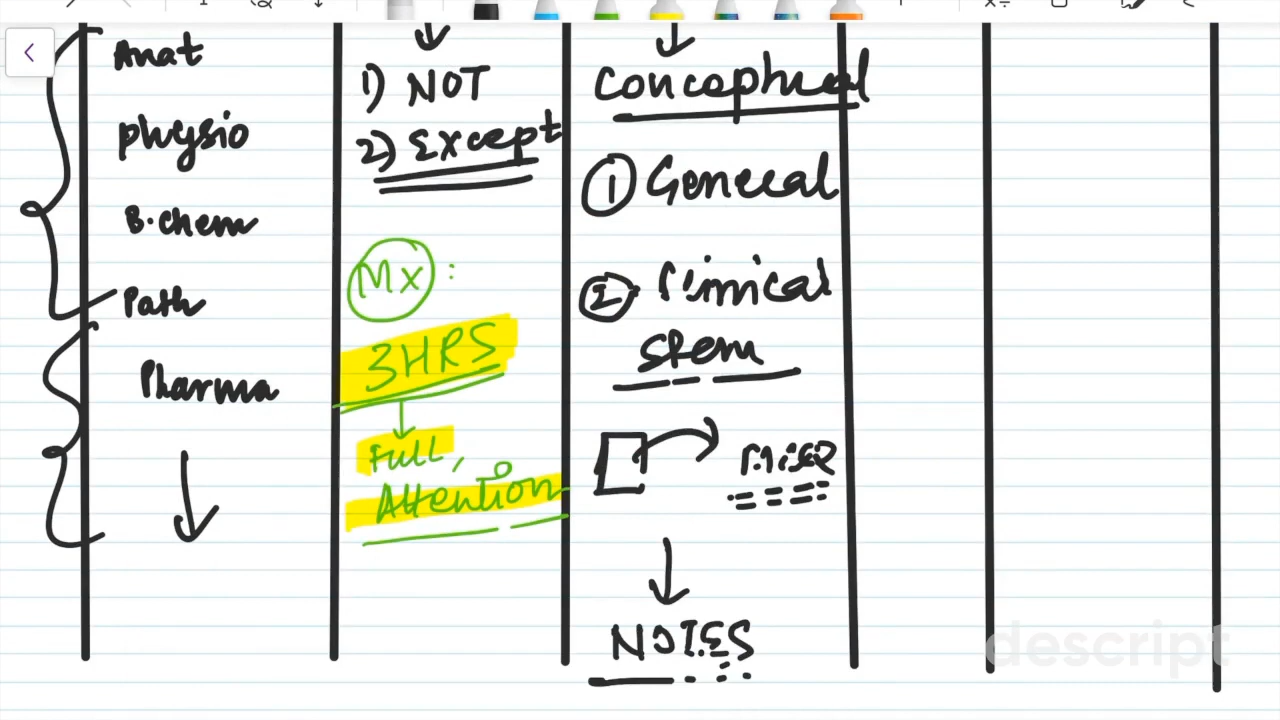 Anat
physio
B.chem
Path
Pharma
1) NOT
2) Except
Mx :
3HRS
Full,
Attention
Conceptual
1 General
2 Clinical
stem
NOTES
descript